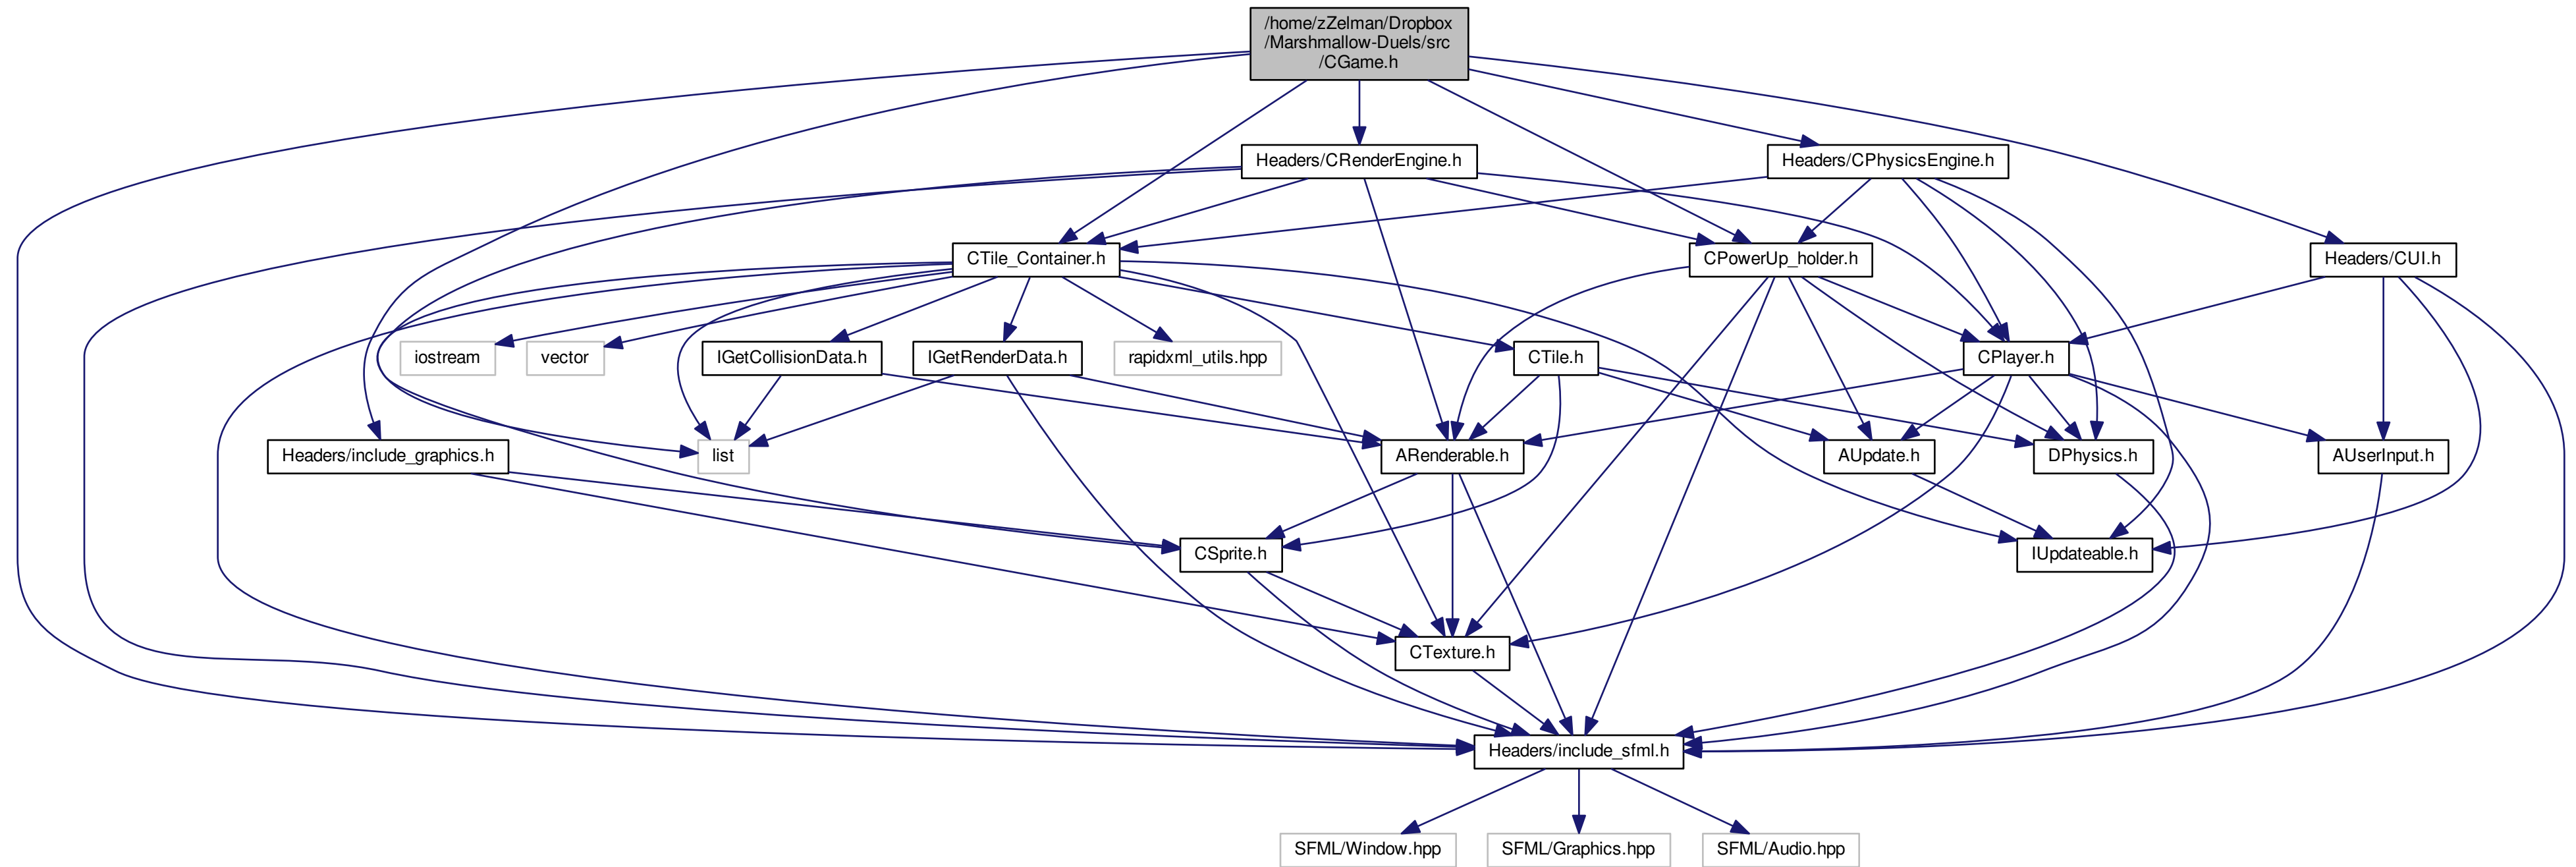 /home/zZelman/Dropbox
/Marshmallow-Duels/src
/CGame.h
Headers/CRenderEngine.h
Headers/CPhysicsEngine.h
CTile_Container.h
CPowerUp_holder.h
Headers/CUI.h
iostream
vector
IGetCollisionData.h
IGetRenderData.h
rapidxml_utils.hpp
CTile.h
CPlayer.h
Headers/include_graphics.h
list
ARenderable.h
AUpdate.h
DPhysics.h
AUserInput.h
CSprite.h
IUpdateable.h
CTexture.h
Headers/include_sfml.h
SFML/Window.hpp
SFML/Graphics.hpp
SFML/Audio.hpp